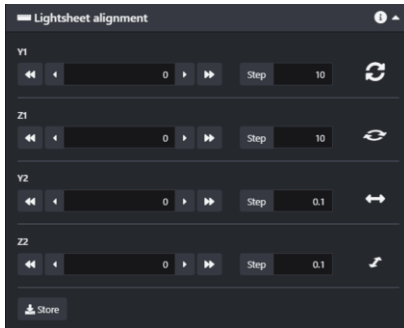 Lightsheet alignment
Y1
0 Step 10
Z1
0 Step 10
Y2
0 Step 0.1
Z2
0 Step 0.1
Store